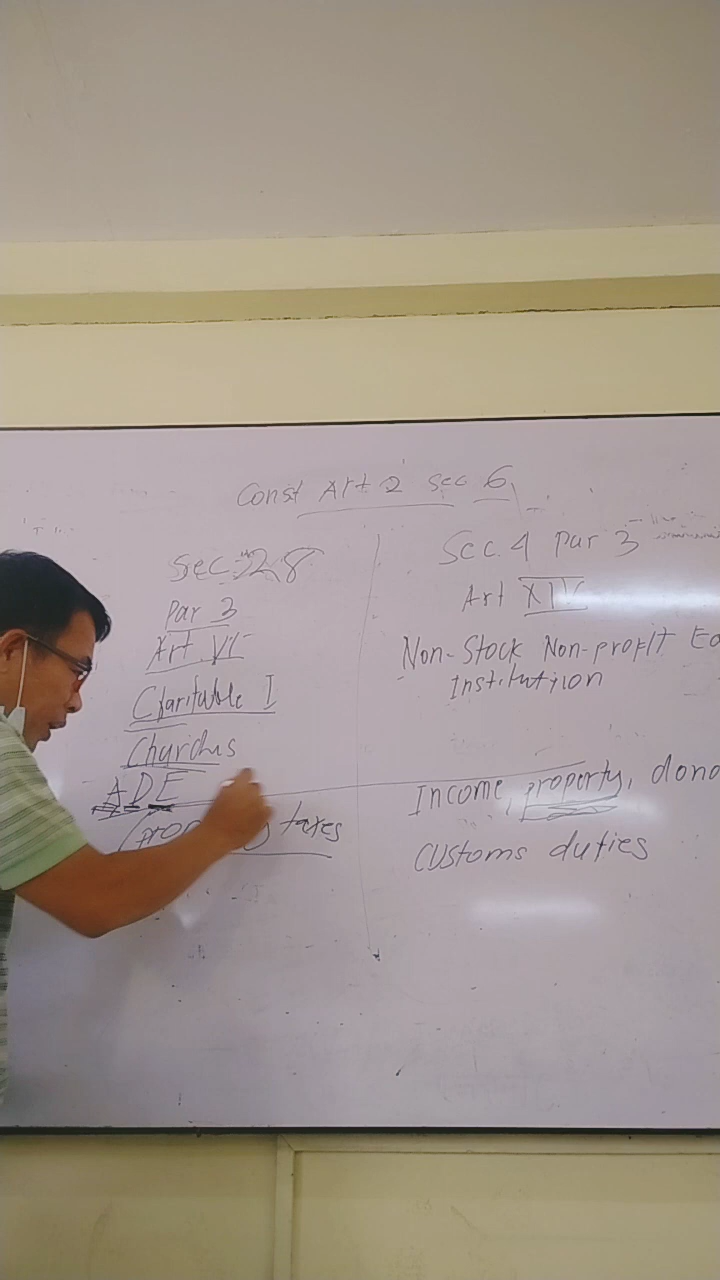 Const Art 2 sec 6
Sec. 28
Par 3
Art VI
Charitable I
Churches
ADE
taxes
Sec. 4 Par 3
Art XIV
Non-Stock Non-profit
Institution
Income, property,
customs duties